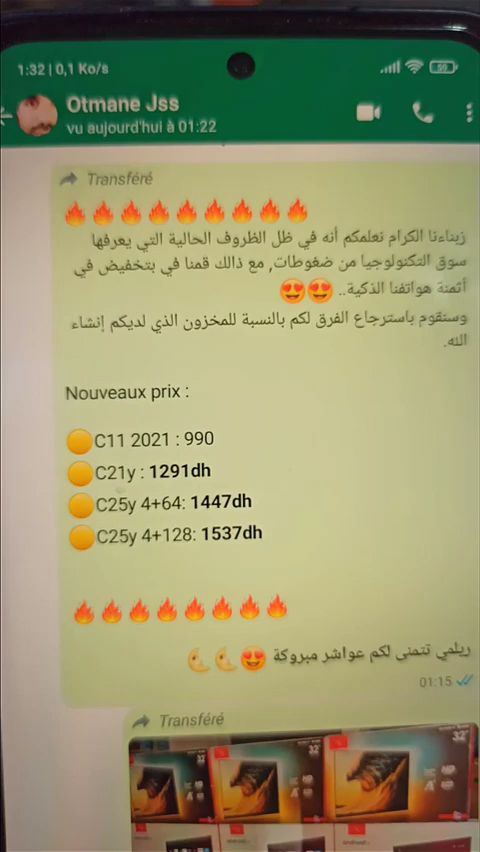 1:32 | 0,1 Ko/s
59
Otmane Jss
vu aujourd'hui à 01:22
Transféré
🔥🔥🔥🔥🔥🔥🔥🔥🔥
زبناءنا الكرام نعلمكم أنه في ظل الظروف الحالية التي يعرفها
سوق التكنولوجيا من ضغوطات, مع ذالك قمنا في بتخفيض في
أثمنة هواتفنا الذكية.. 😍😍
وسنقوم باسترجاع الفرق لكم بالنسبة للمخزون الذي لديكم إنشاء
الله.
Nouveaux prix :
🟡C11 2021 : 990
🟡C21y : 1291dh
🟡C25y 4+64: 1447dh
🟡C25y 4+128: 1537dh
🔥🔥🔥🔥🔥🔥🔥🔥
ريلمي تتمنى لكم عواشر مبروكة 😍🌜🌜
01:15
Transféré
32"
32"
32"